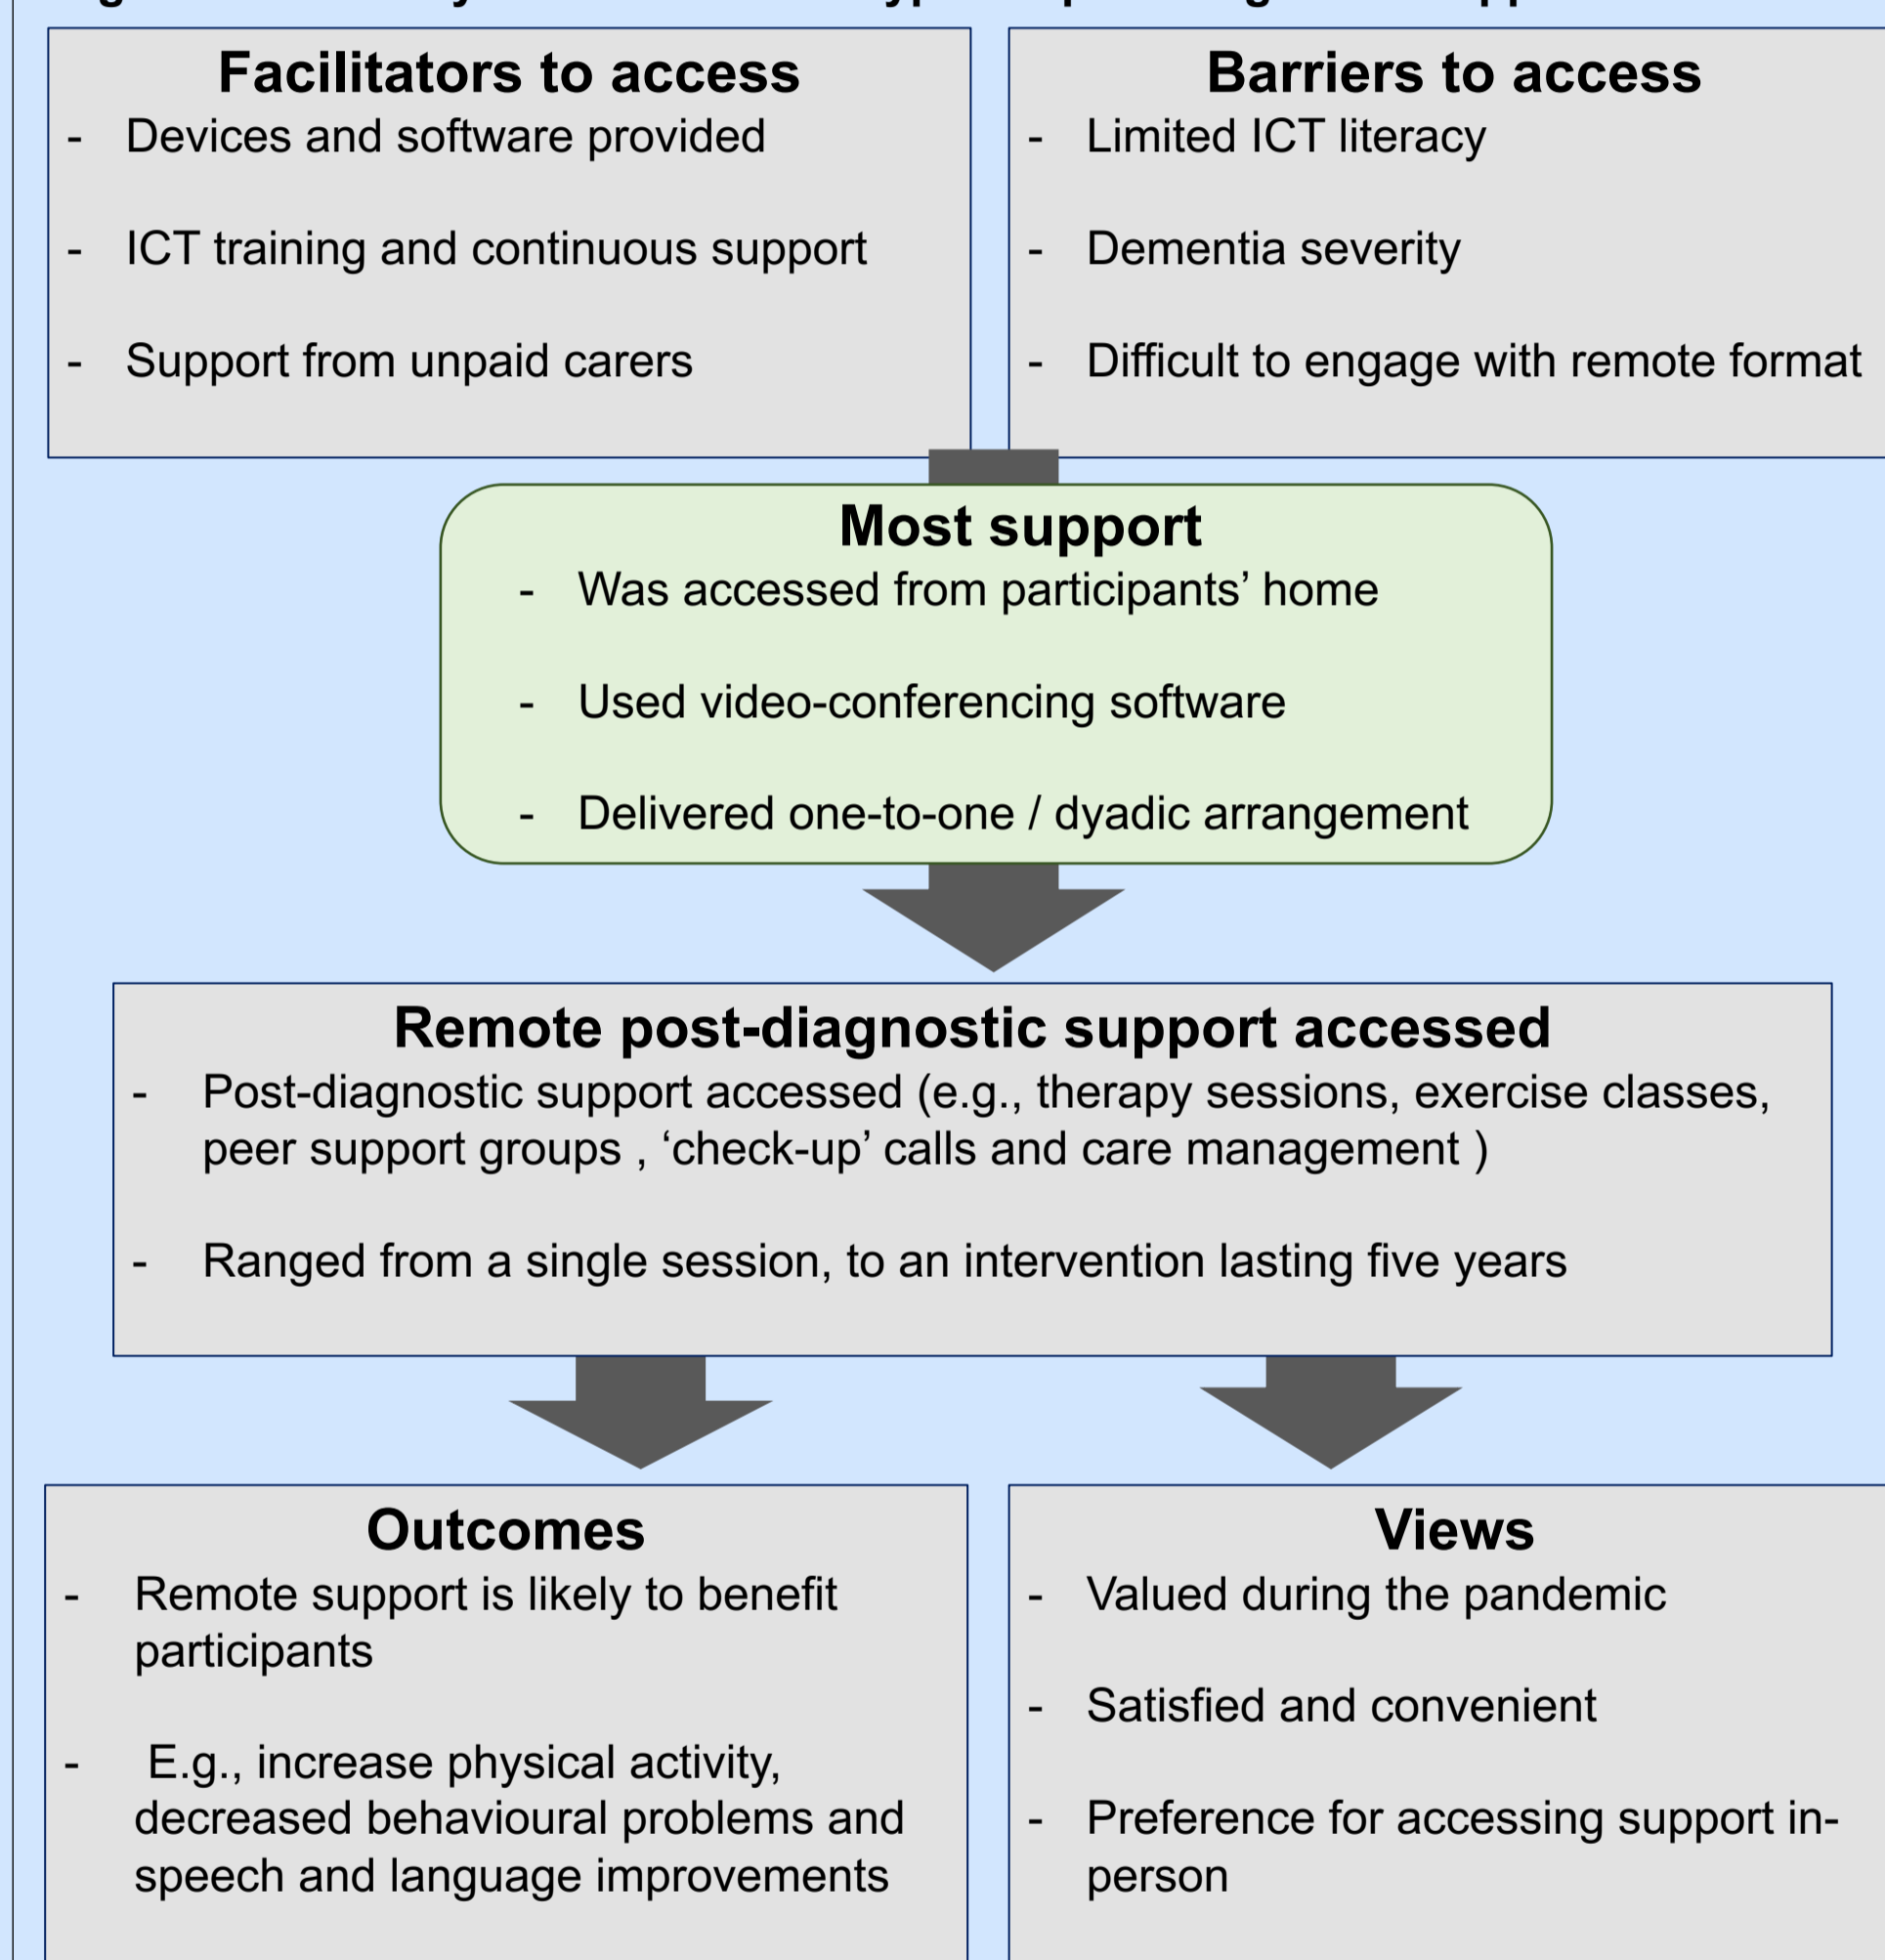 Facilitators to access
- Devices and software provided
- ICT training and continuous support
- Support from unpaid carers
Barriers to access
- Limited ICT literacy
- Dementia severity
- Difficult to engage with remote format
Most support
- Was accessed from participants’ home
- Used video-conferencing software
- Delivered one-to-one / dyadic arrangement
Remote post-diagnostic support accessed
- Post-diagnostic support accessed (e.g., therapy sessions, exercise classes,
peer support groups , ‘check-up’ calls and care management )
- Ranged from a single session, to an intervention lasting five years
Outcomes
- Remote support is likely to benefit
participants
- E.g., increase physical activity,
decreased behavioural problems and
speech and language improvements
Views
- Valued during the pandemic
- Satisfied and convenient
- Preference for accessing support in-
person